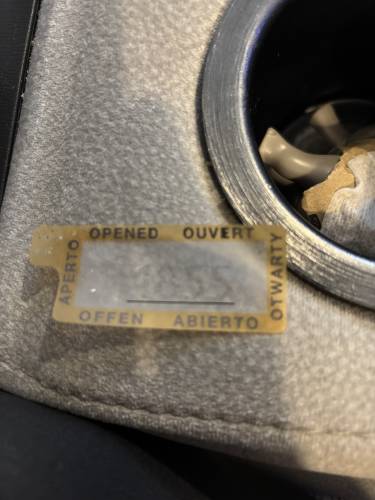 OPENED OUVERT
APERTO
OTWARTY
OFFEN ABIERTO